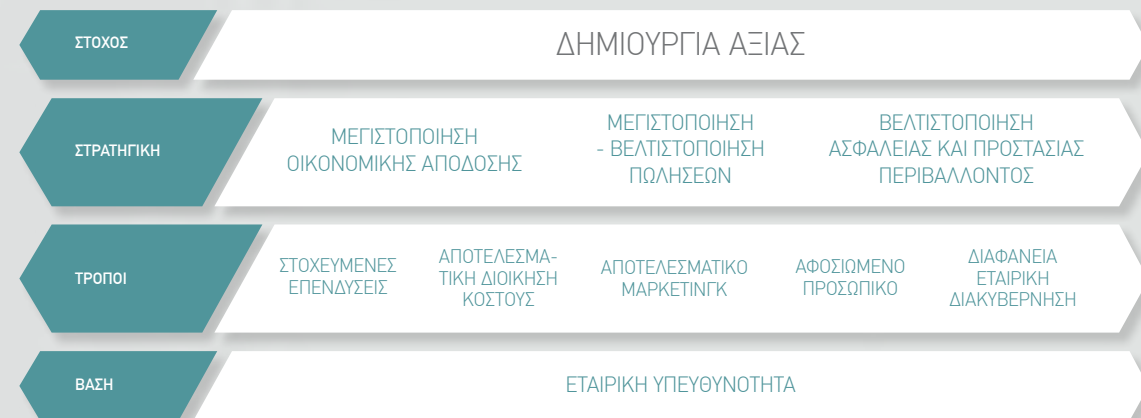 ΣΤΟΧΟΣ
ΔΗΜΙΟΥΡΓΙΑ ΑΞΙΑΣ
ΣΤΡΑΤΗΓΙΚΗ
ΜΕΓΙΣΤΟΠΟΙΗΣΗ
ΟΙΚΟΝΟΜΙΚΗΣ ΑΠΟΔΟΣΗΣ
ΜΕΓΙΣΤΟΠΟΙΗΣΗ
- ΒΕΛΤΙΣΤΟΠΟΙΗΣΗ
ΠΩΛΗΣΕΩΝ
ΒΕΛΤΙΣΤΟΠΟΙΗΣΗ
ΑΣΦΑΛΕΙΑΣ ΚΑΙ ΠΡΟΣΤΑΣΙΑΣ
ΠΕΡΙΒΑΛΛΟΝΤΟΣ
ΤΡΟΠΟΙ
ΣΤΟΧΕΥΜΕΝΕΣ
ΕΠΕΝΔΥΣΕΙΣ
ΑΠΟΤΕΛΕΣΜΑ-
ΤΙΚΗ ΔΙΟΙΚΗΣΗ
ΚΟΣΤΟΥΣ
ΑΠΟΤΕΛΕΣΜΑΤΙΚΟ
ΜΑΡΚΕΤΙΝΓΚ
ΑΦΟΣΙΩΜΕΝΟ
ΠΡΟΣΩΠΙΚΟ
ΔΙΑΦΑΝΕΙΑ
ΕΤΑΙΡΙΚΗ
ΔΙΑΚΥΒΕΡΝΗΣΗ
ΒΑΣΗ
ΕΤΑΙΡΙΚΗ ΥΠΕΥΘΥΝΟΤΗΤΑ